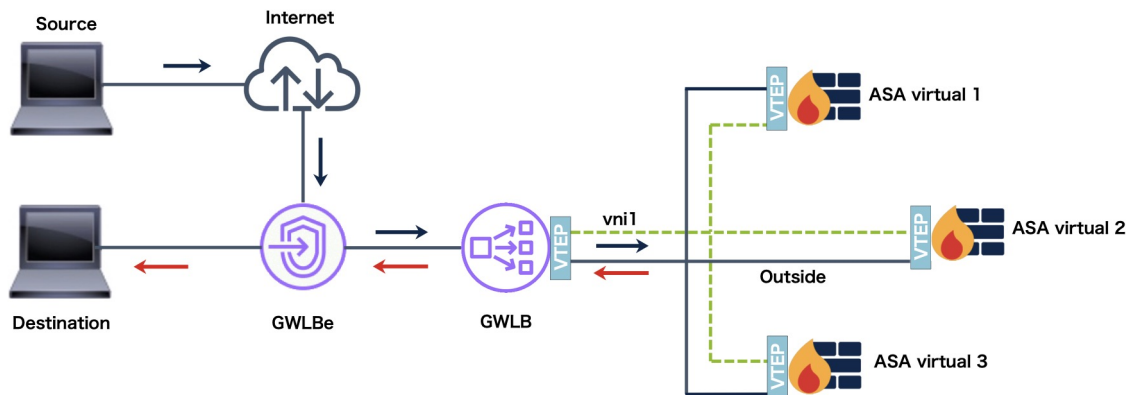 Source
Internet
VTEP
ASA virtual 1
vni1
VTEP
VTEP
ASA virtual 2
Outside
Destination
GWLBe
GWLB
VTEP
ASA virtual 3